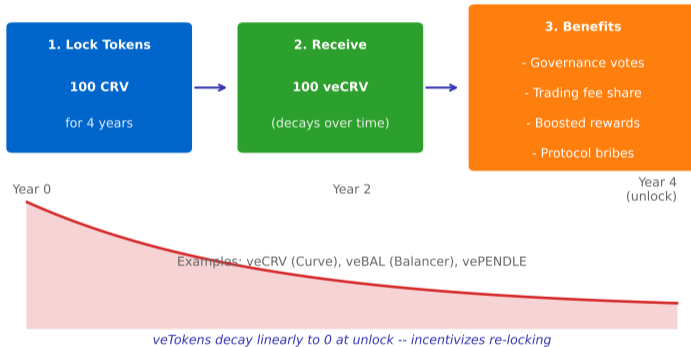 1. Lock Tokens
100 CRV
for 4 years
2. Receive
100 veCRV
(decays over time)
3. Benefits
- Governance votes
- Trading fee share
- Boosted rewards
- Protocol bribes
Year 0
Year 2
Year 4
(unlock)
Examples: veCRV (Curve), veBAL (Balancer), vePENDLE
veTokens decay linearly to 0 at unlock -- incentivizes re-locking